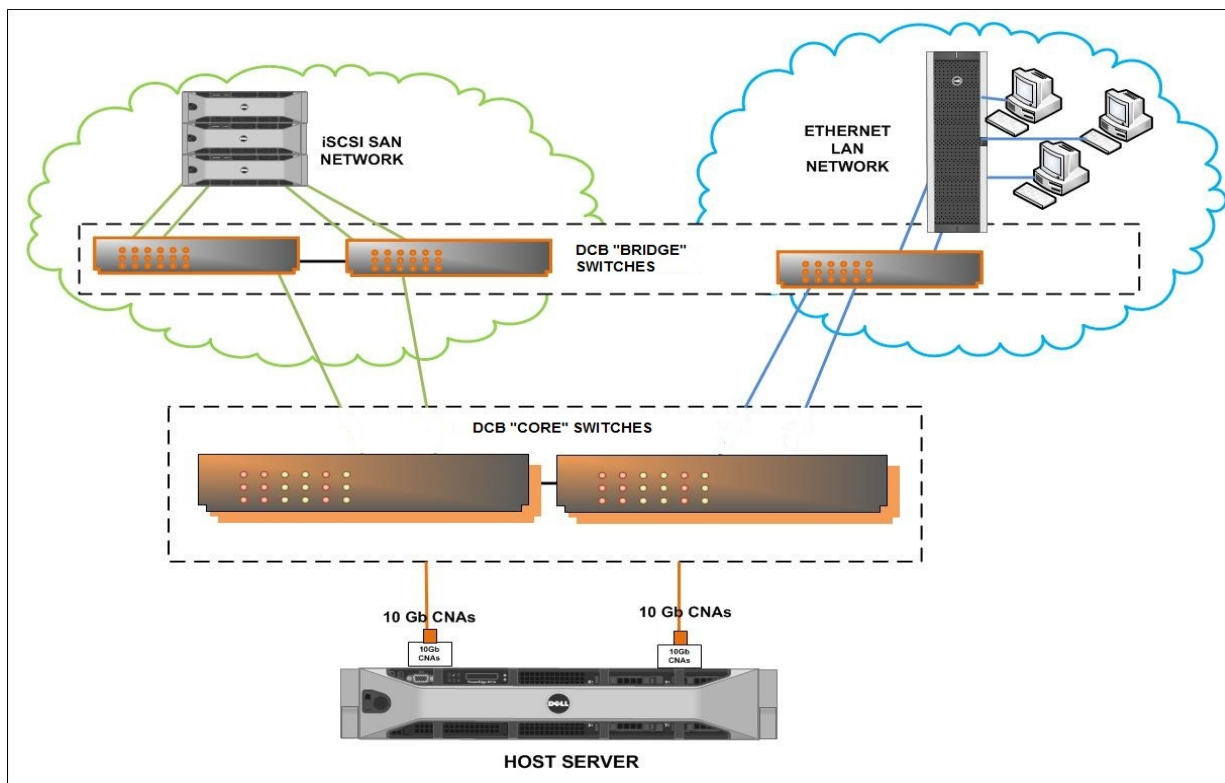 iSCSI SAN
NETWORK
ETHERNET
LAN
NETWORK
DCB "BRIDGE"
SWITCHES
DCB "CORE" SWITCHES
10 Gb CNAs
10 Gb CNAs
10Gb
CNAs
10Gb
CNAs
DELL
HOST SERVER